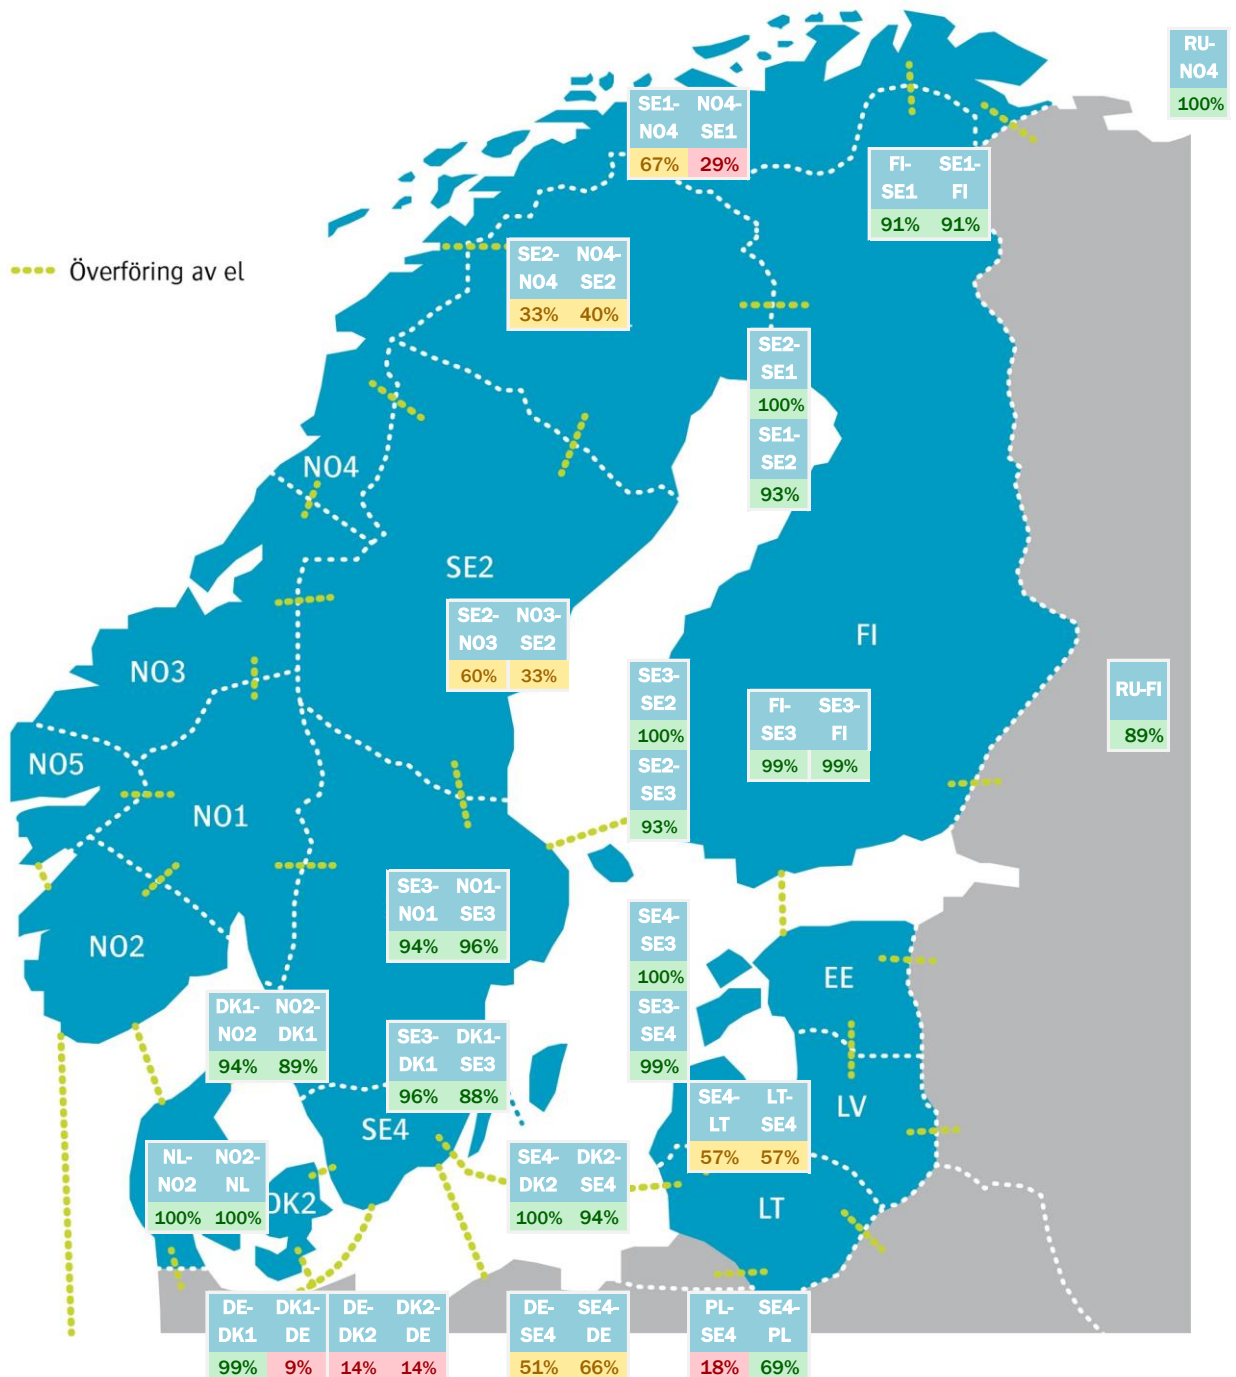 RU-
NO4
100%
SE1- NO4-
NO4 SE1
67% 29%
FI- SE1-
SE1 FI
91% 91%
Överföring av el
SE2- NO4-
NO4 SE2
33% 40%
SE2-
SE1
100%
SE1-
SE2
93%
NO4
SE2
SE2- NO3-
NO3 SE2
60% 33%
FI
NO3
SE3-
SE2
100%
SE2-
SE3
93%
FI- SE3-
SE3 FI
99% 99%
RU-FI
89%
NO5
NO1
SE3- NO1-
NO1 SE3
94% 96%
NO2
SE4-
SE3
100%
SE3-
SE4
99%
EE
DK1- NO2-
NO2 DK1
94% 89%
SE3- DK1-
DK1 SE3
96% 88%
SE4- LT-
LT SE4
57% 57%
LV
SE4
NL- NO2-
NO2 NL
100% 100%
DK2
SE4- DK2-
DK2 SE4
100% 94%
LT
DE- DK1-
DK1 DE
99% 9%
DE- DK2-
DK2 DE
14% 14%
DE- SE4-
SE4 DE
51% 66%
PL- SE4-
SE4 PL
18% 69%